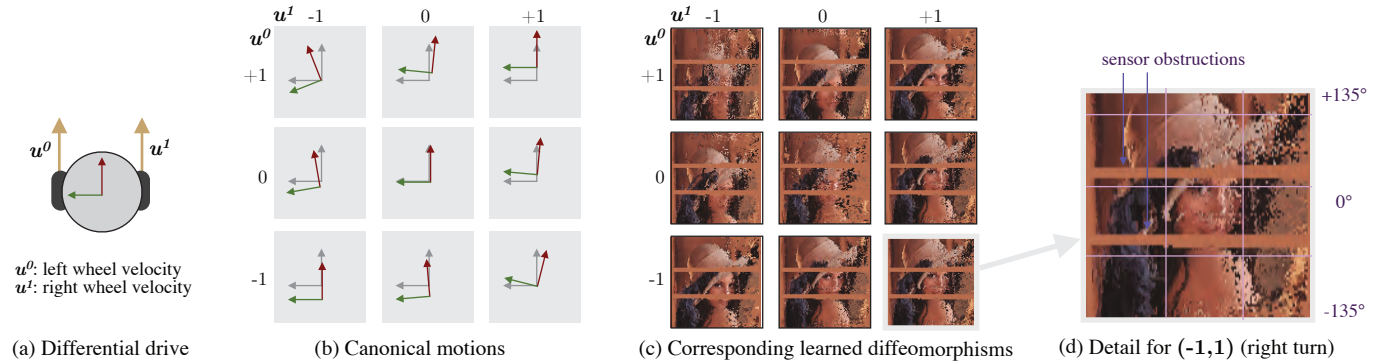 u⁰
u¹
u⁰: left wheel velocity
u¹: right wheel velocity
(a) Differential drive
u¹ -1 0 +1
u⁰
+1
0
-1
(b) Canonical motions
u¹ -1 0 +1
u⁰
+1
0
-1
(c) Corresponding learned diffeomorphisms
sensor obstructions
+135°
0°
-135°
(d) Detail for (-1,1) (right turn)